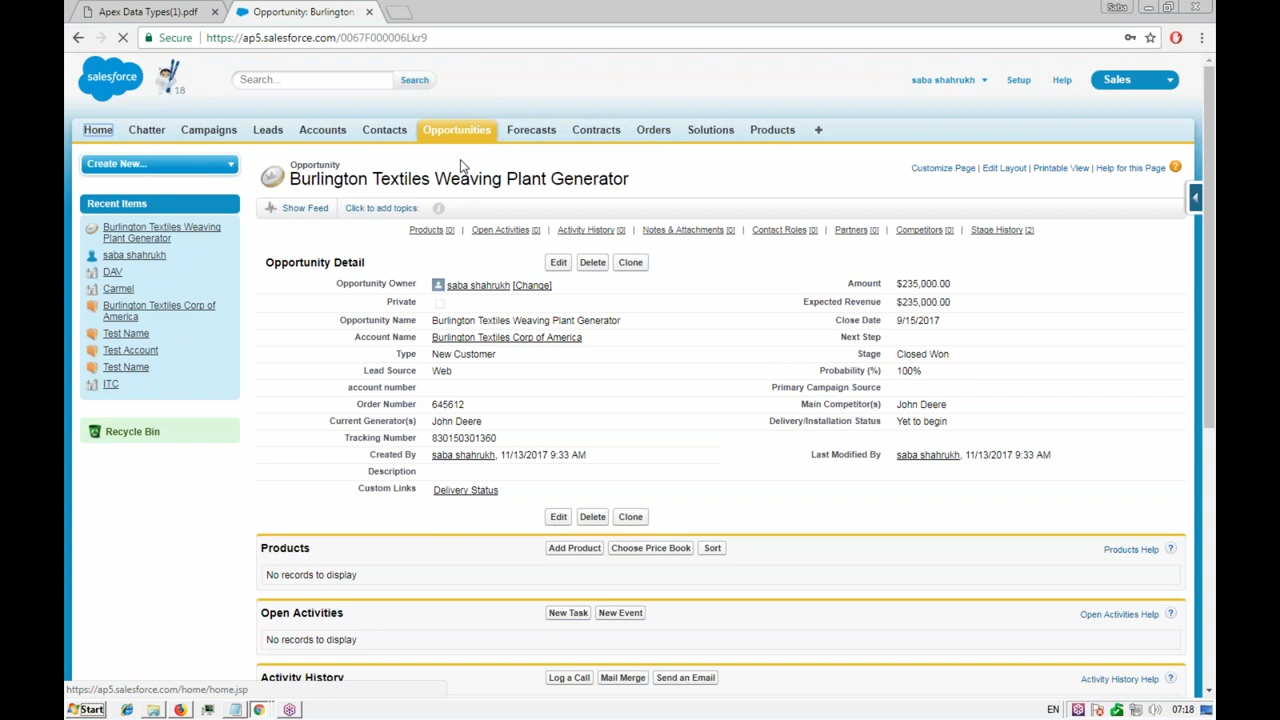 Apex Data Types(1).pdf
Opportunity: Burlington
Saba
Secure
https://ap5.salesforce.com/0067F000006Lkr9
salesforce
18
Search...
Search
saba shahrukh
Setup
Help
Sales
Home
Chatter
Campaigns
Leads
Accounts
Contacts
Opportunities
Forecasts
Contracts
Orders
Solutions
Products
+
Create New...
Recent Items
Burlington Textiles Weaving
Plant Generator
saba shahrukh
DAV
Carmel
Burlington Textiles Corp of
America
Test Name
Test Account
Test Name
ITC
Recycle Bin
Opportunity
Burlington Textiles Weaving Plant Generator
Customize Page | Edit Layout | Printable View | Help for this Page
Show Feed
Click to add topics:
Products [0] | Open Activities [0] | Activity History [0] | Notes & Attachments [0] | Contact Roles [0] | Partners [0] | Competitors [0] | Stage History [2]
Opportunity Detail
Edit
Delete
Clone
Opportunity Owner saba shahrukh [Change]
Amount $235,000.00
Private
Expected Revenue $235,000.00
Opportunity Name Burlington Textiles Weaving Plant Generator
Close Date 9/15/2017
Account Name Burlington Textiles Corp of America
Next Step
Type New Customer
Stage Closed Won
Lead Source Web
Probability (%) 100%
account number
Primary Campaign Source
Order Number 645612
Main Competitor(s) John Deere
Current Generator(s) John Deere
Delivery/Installation Status Yet to begin
Tracking Number 830150301360
Created By saba shahrukh, 11/13/2017 9:33 AM
Last Modified By saba shahrukh, 11/13/2017 9:33 AM
Description
Custom Links Delivery Status
Edit
Delete
Clone
Products
Add Product
Choose Price Book
Sort
Products Help ?
No records to display
Open Activities
New Task
New Event
Open Activities Help ?
No records to display
Activity History
Log a Call
Mail Merge
Send an Email
Activity History Help ?
https://ap5.salesforce.com/home/home.jsp
Start
EN
07:18